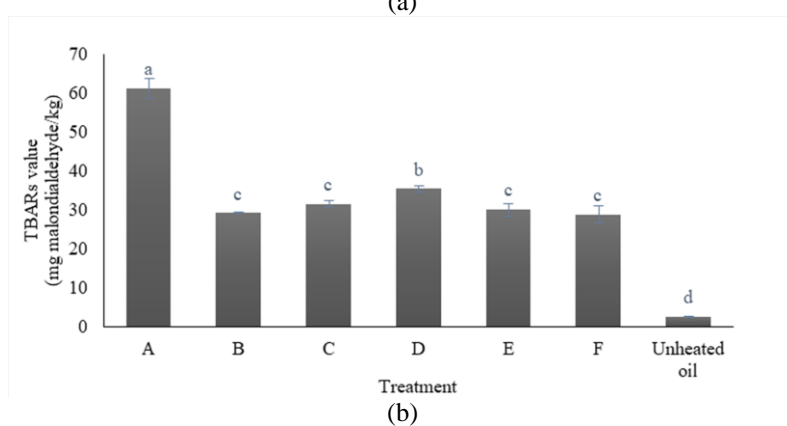 (a)
70
60
50
40
30
20
10
0
TBARs value
(mg malondialdehyde/kg)
a
c
c
b
c
c
d
A B C D E F Unheated
oil
Treatment
(b)